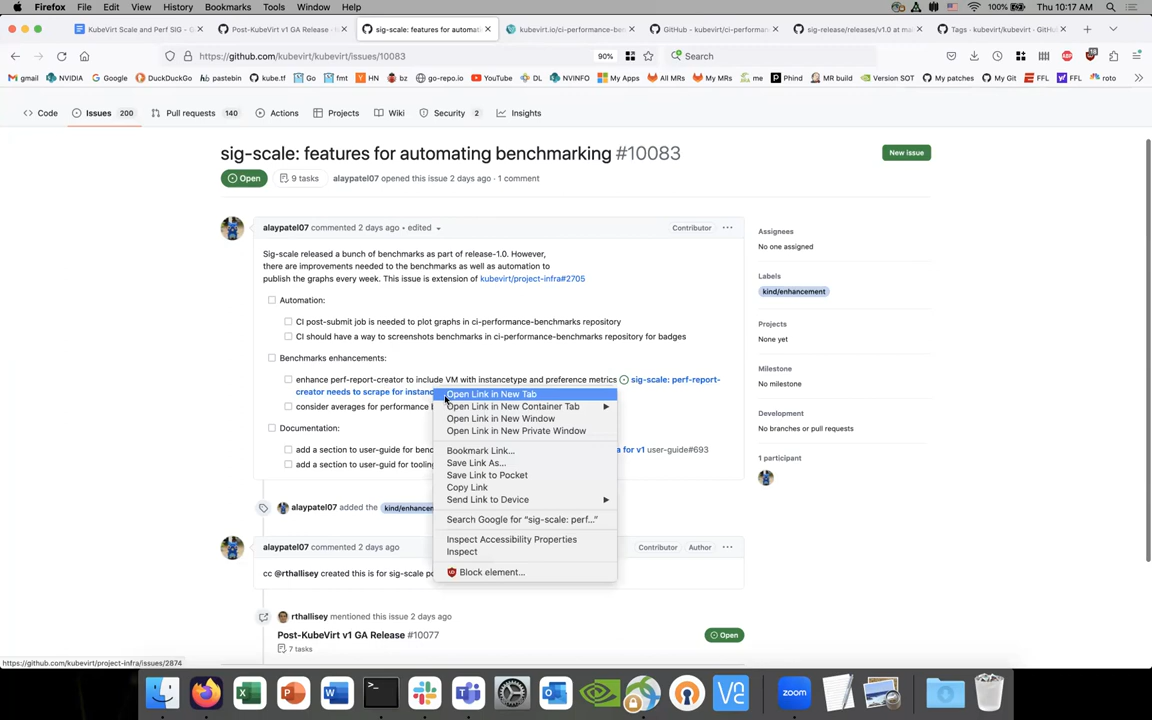 Firefox File Edit View History Bookmarks Tools Window Help 100% Thu 10:17 AM
KubeVirt Scale and Perf SIG - Post-KubeVirt v1 GA Release sig-scale: features for automat kubevirt.io/ci-performance-ben GitHub - kubevirt/ci-performan sig-release/releases/v1.0 at ma Tags · kubevirt/kubevirt · GitH
https://github.com/kubevirt/kubevirt/issues/10083 90% Search
gmail NVIDIA Google DuckDuckGo pastebin kube.tf Go fmt HN bz go-repo.io YouTube DL NVINFO My Apps All MRs My MRs me Phind MR build Version SOT My patches My Git FFL FFL roto
Code Issues 200 Pull requests 140 Actions Projects Wiki Security 2 Insights
sig-scale: features for automating benchmarking #10083
New issue
Open 9 tasks alaypatel07 opened this issue 2 days ago · 1 comment
alaypatel07 commented 2 days ago • edited Contributor
Sig-scale released a bunch of benchmarks as part of release-1.0. However,
there are improvements needed to the benchmarks as well as automation to
publish the graphs every week. This issue is extension of kubevirt/project-infra#2705
Automation:
CI post-submit job is needed to plot graphs in ci-performance-benchmarks repository
CI should have a way to screenshots benchmarks in ci-performance-benchmarks repository for badges
Benchmarks enhancements:
enhance perf-report-creator to include VM with instancetype and preference metrics sig-scale: perf-report-
creator needs to scrape for instanc
consider averages for performance b
Documentation:
add a section to user-guide for benc a for v1 user-guide#693
add a section to user-guid for tooling
alaypatel07 added the kind/enhancem
alaypatel07 commented 2 days ago Contributor Author
cc @rthallisey created this is for sig-scale po
rthallisey mentioned this issue 2 days ago
Post-KubeVirt v1 GA Release #10077
Open
7 tasks
Open Link in New Tab
Open Link in New Container Tab
Open Link in New Window
Open Link in New Private Window
Bookmark Link...
Save Link As...
Save Link to Pocket
Copy Link
Send Link to Device
Search Google for “sig-scale: perf...”
Inspect Accessibility Properties
Inspect
Block element...
Assignees
No one assigned
Labels
kind/enhancement
Projects
None yet
Milestone
No milestone
Development
No branches or pull requests
1 participant
https://github.com/kubevirt/project-infra/issues/2874
zoom